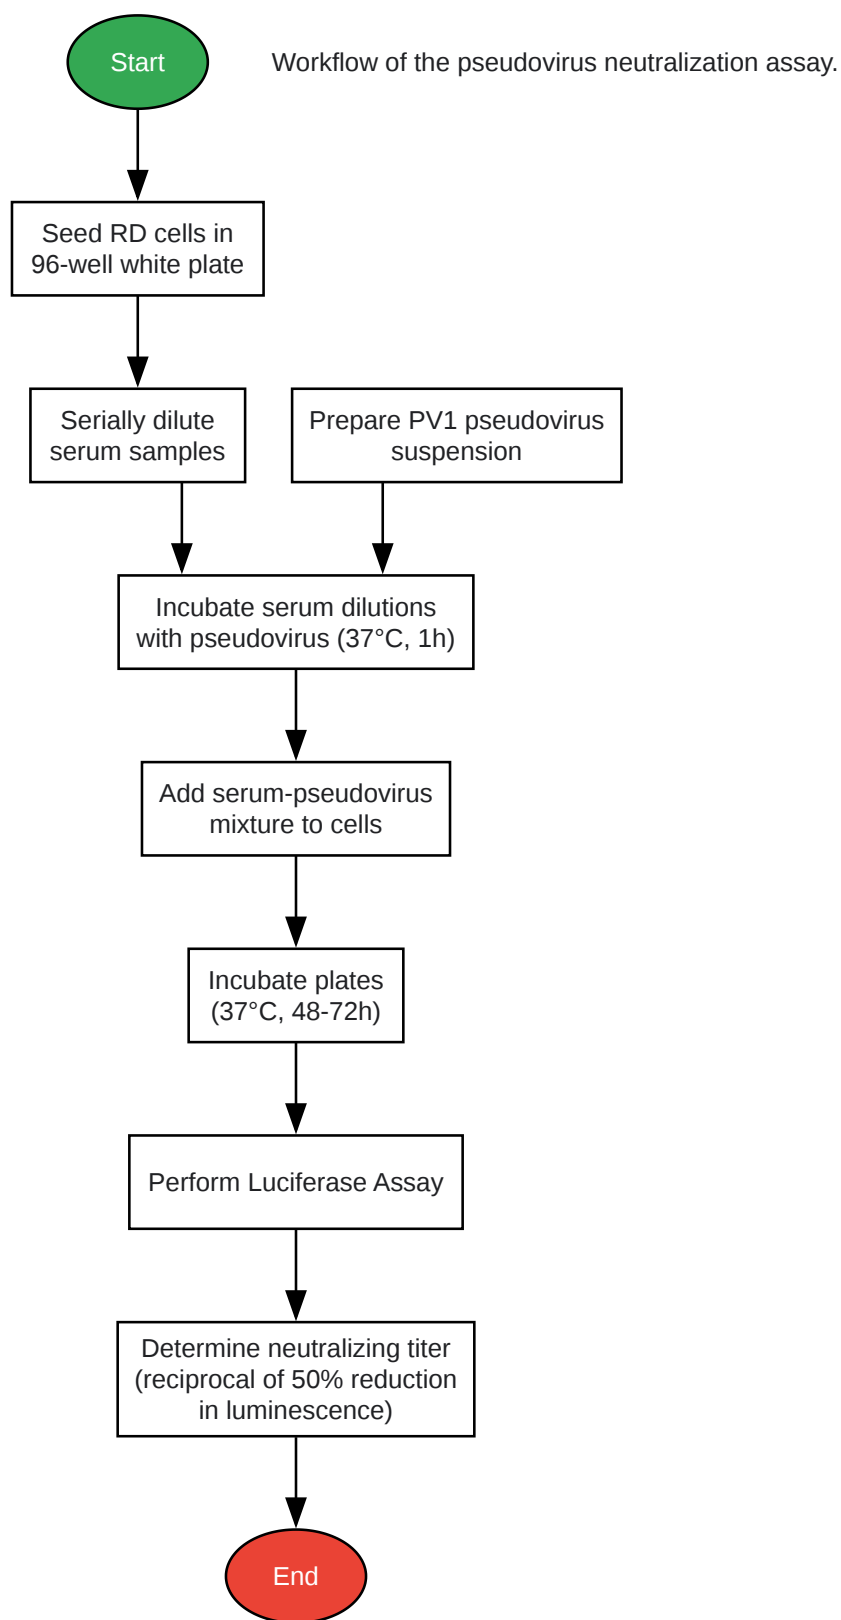 Start
Workflow of the pseudovirus neutralization assay.
Seed RD cells in
96-well white plate
Serially dilute
serum samples
Prepare PV1 pseudovirus
suspension
Incubate serum dilutions
with pseudovirus (37°C, 1h)
Add serum-pseudovirus
mixture to cells
Incubate plates
(37°C, 48-72h)
Perform Luciferase Assay
Determine neutralizing titer
(reciprocal of 50% reduction
in luminescence)
End